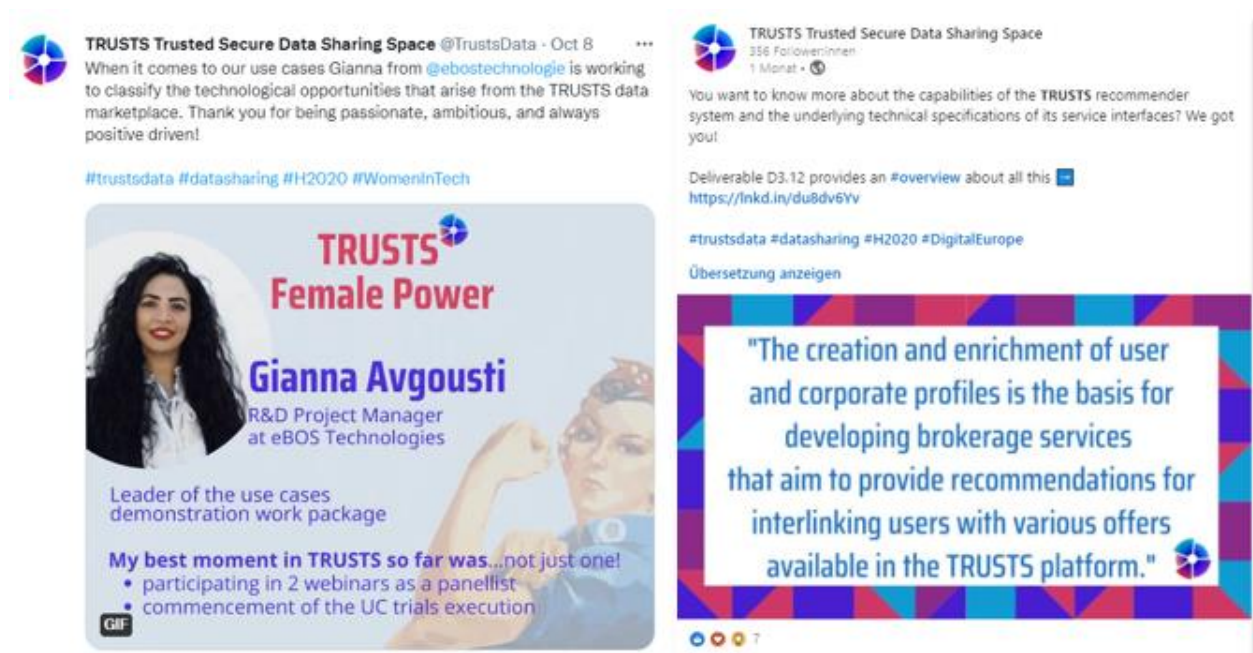 TRUSTS Trusted Secure Data Sharing Space @TrustsData · Oct 8 ...
When it comes to our use cases Gianna from @ebostechnologie is working
to classify the technological opportunities that arise from the TRUSTS data
marketplace. Thank you for being passionate, ambitious, and always
positive driven!
#trustsdata #datasharing #H2020 #WomenInTech
TRUSTS
Female Power
Gianna Avgousti
R&D Project Manager
at eBOS Technologies
Leader of the use cases
demonstration work package
My best moment in TRUSTS so far was...not just one!
• participating in 2 webinars as a panellist
• commencement of the UC trials execution
GIF
TRUSTS Trusted Secure Data Sharing Space
356 Follower:innen
1 Monat •
You want to know more about the capabilities of the TRUSTS recommender
system and the underlying technical specifications of its service interfaces? We got
you!
Deliverable D3.12 provides an #overview about all this ➡
https://lnkd.in/du8dv6Yv
#trustsdata #datasharing #H2020 #DigitalEurope
Übersetzung anzeigen
"The creation and enrichment of user
and corporate profiles is the basis for
developing brokerage services
that aim to provide recommendations for
interlinking users with various offers
available in the TRUSTS platform."
7